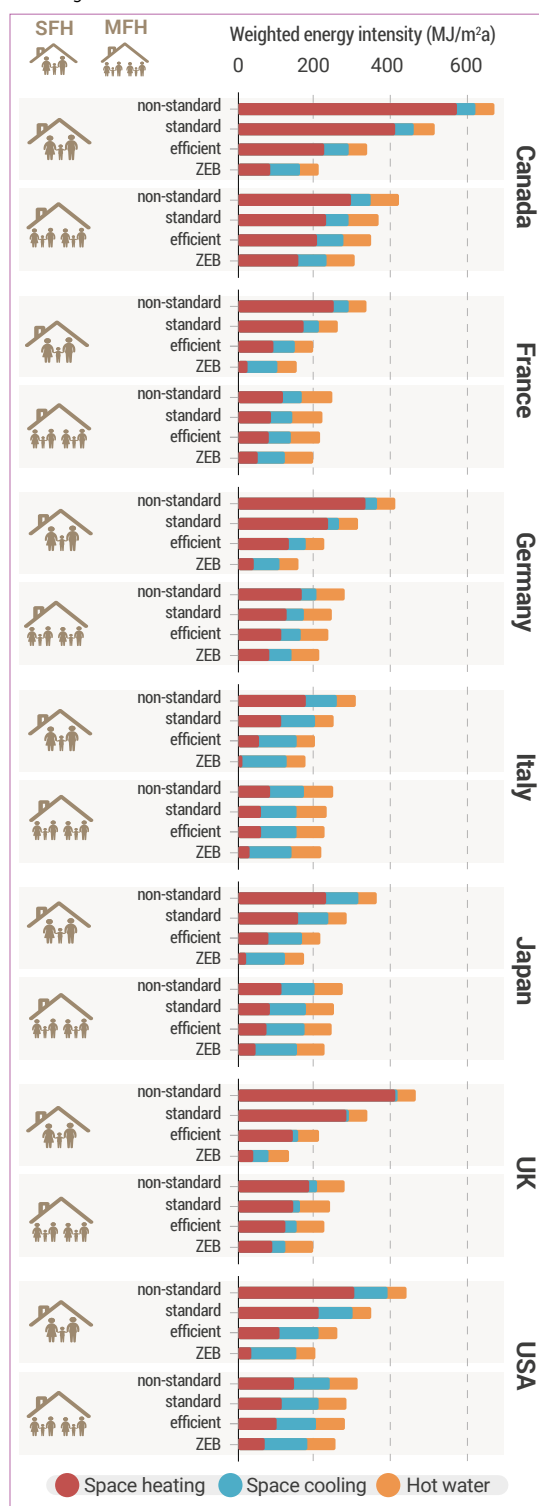 SFH MFH Weighted energy intensity (MJ/m²a)
0 200 400 600
non-standard
standard
efficient
ZEB
non-standard
standard
efficient
ZEB
Canada
non-standard
standard
efficient
ZEB
non-standard
standard
efficient
ZEB
France
non-standard
standard
efficient
ZEB
non-standard
standard
efficient
ZEB
Germany
non-standard
standard
efficient
ZEB
non-standard
standard
efficient
ZEB
Italy
non-standard
standard
efficient
ZEB
non-standard
standard
efficient
ZEB
Japan
non-standard
standard
efficient
ZEB
non-standard
standard
efficient
ZEB
UK
non-standard
standard
efficient
ZEB
non-standard
standard
efficient
ZEB
USA
Space heating Space cooling Hot water